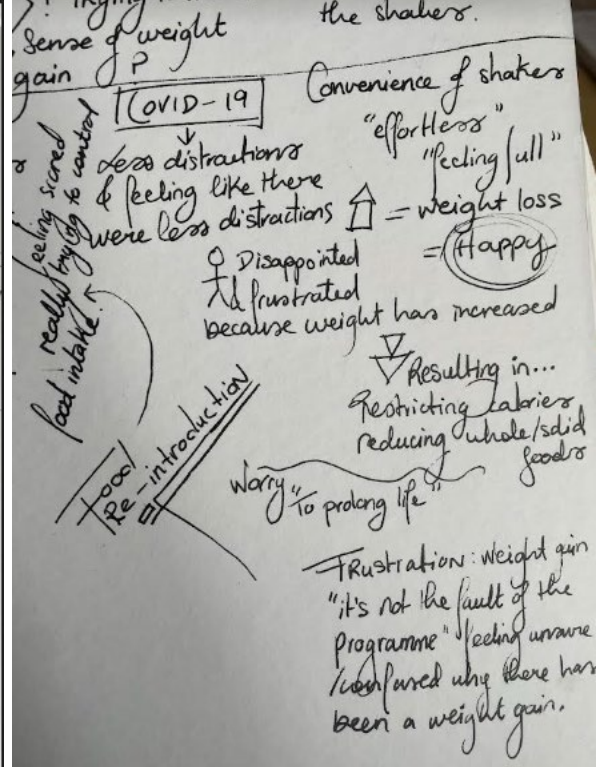 the shakes.
Sense of weight
gain
COVID-19
Less distractions
& feeling like there
were less distractions
feeling scared
really trying to control
food intake.
Convenience of shakes
"effortless"
"feeling full"
= weight loss
= Happy
Disappointed
& frustrated
because weight has increased
Resulting in...
Restricting calories
reducing whole/solid
foods
Food
Re-introduction
Worry "To prolong life"
Frustration: Weight gain
"it's not the fault of the
programme" feeling unsure
/confused why there has
been a weight gain.